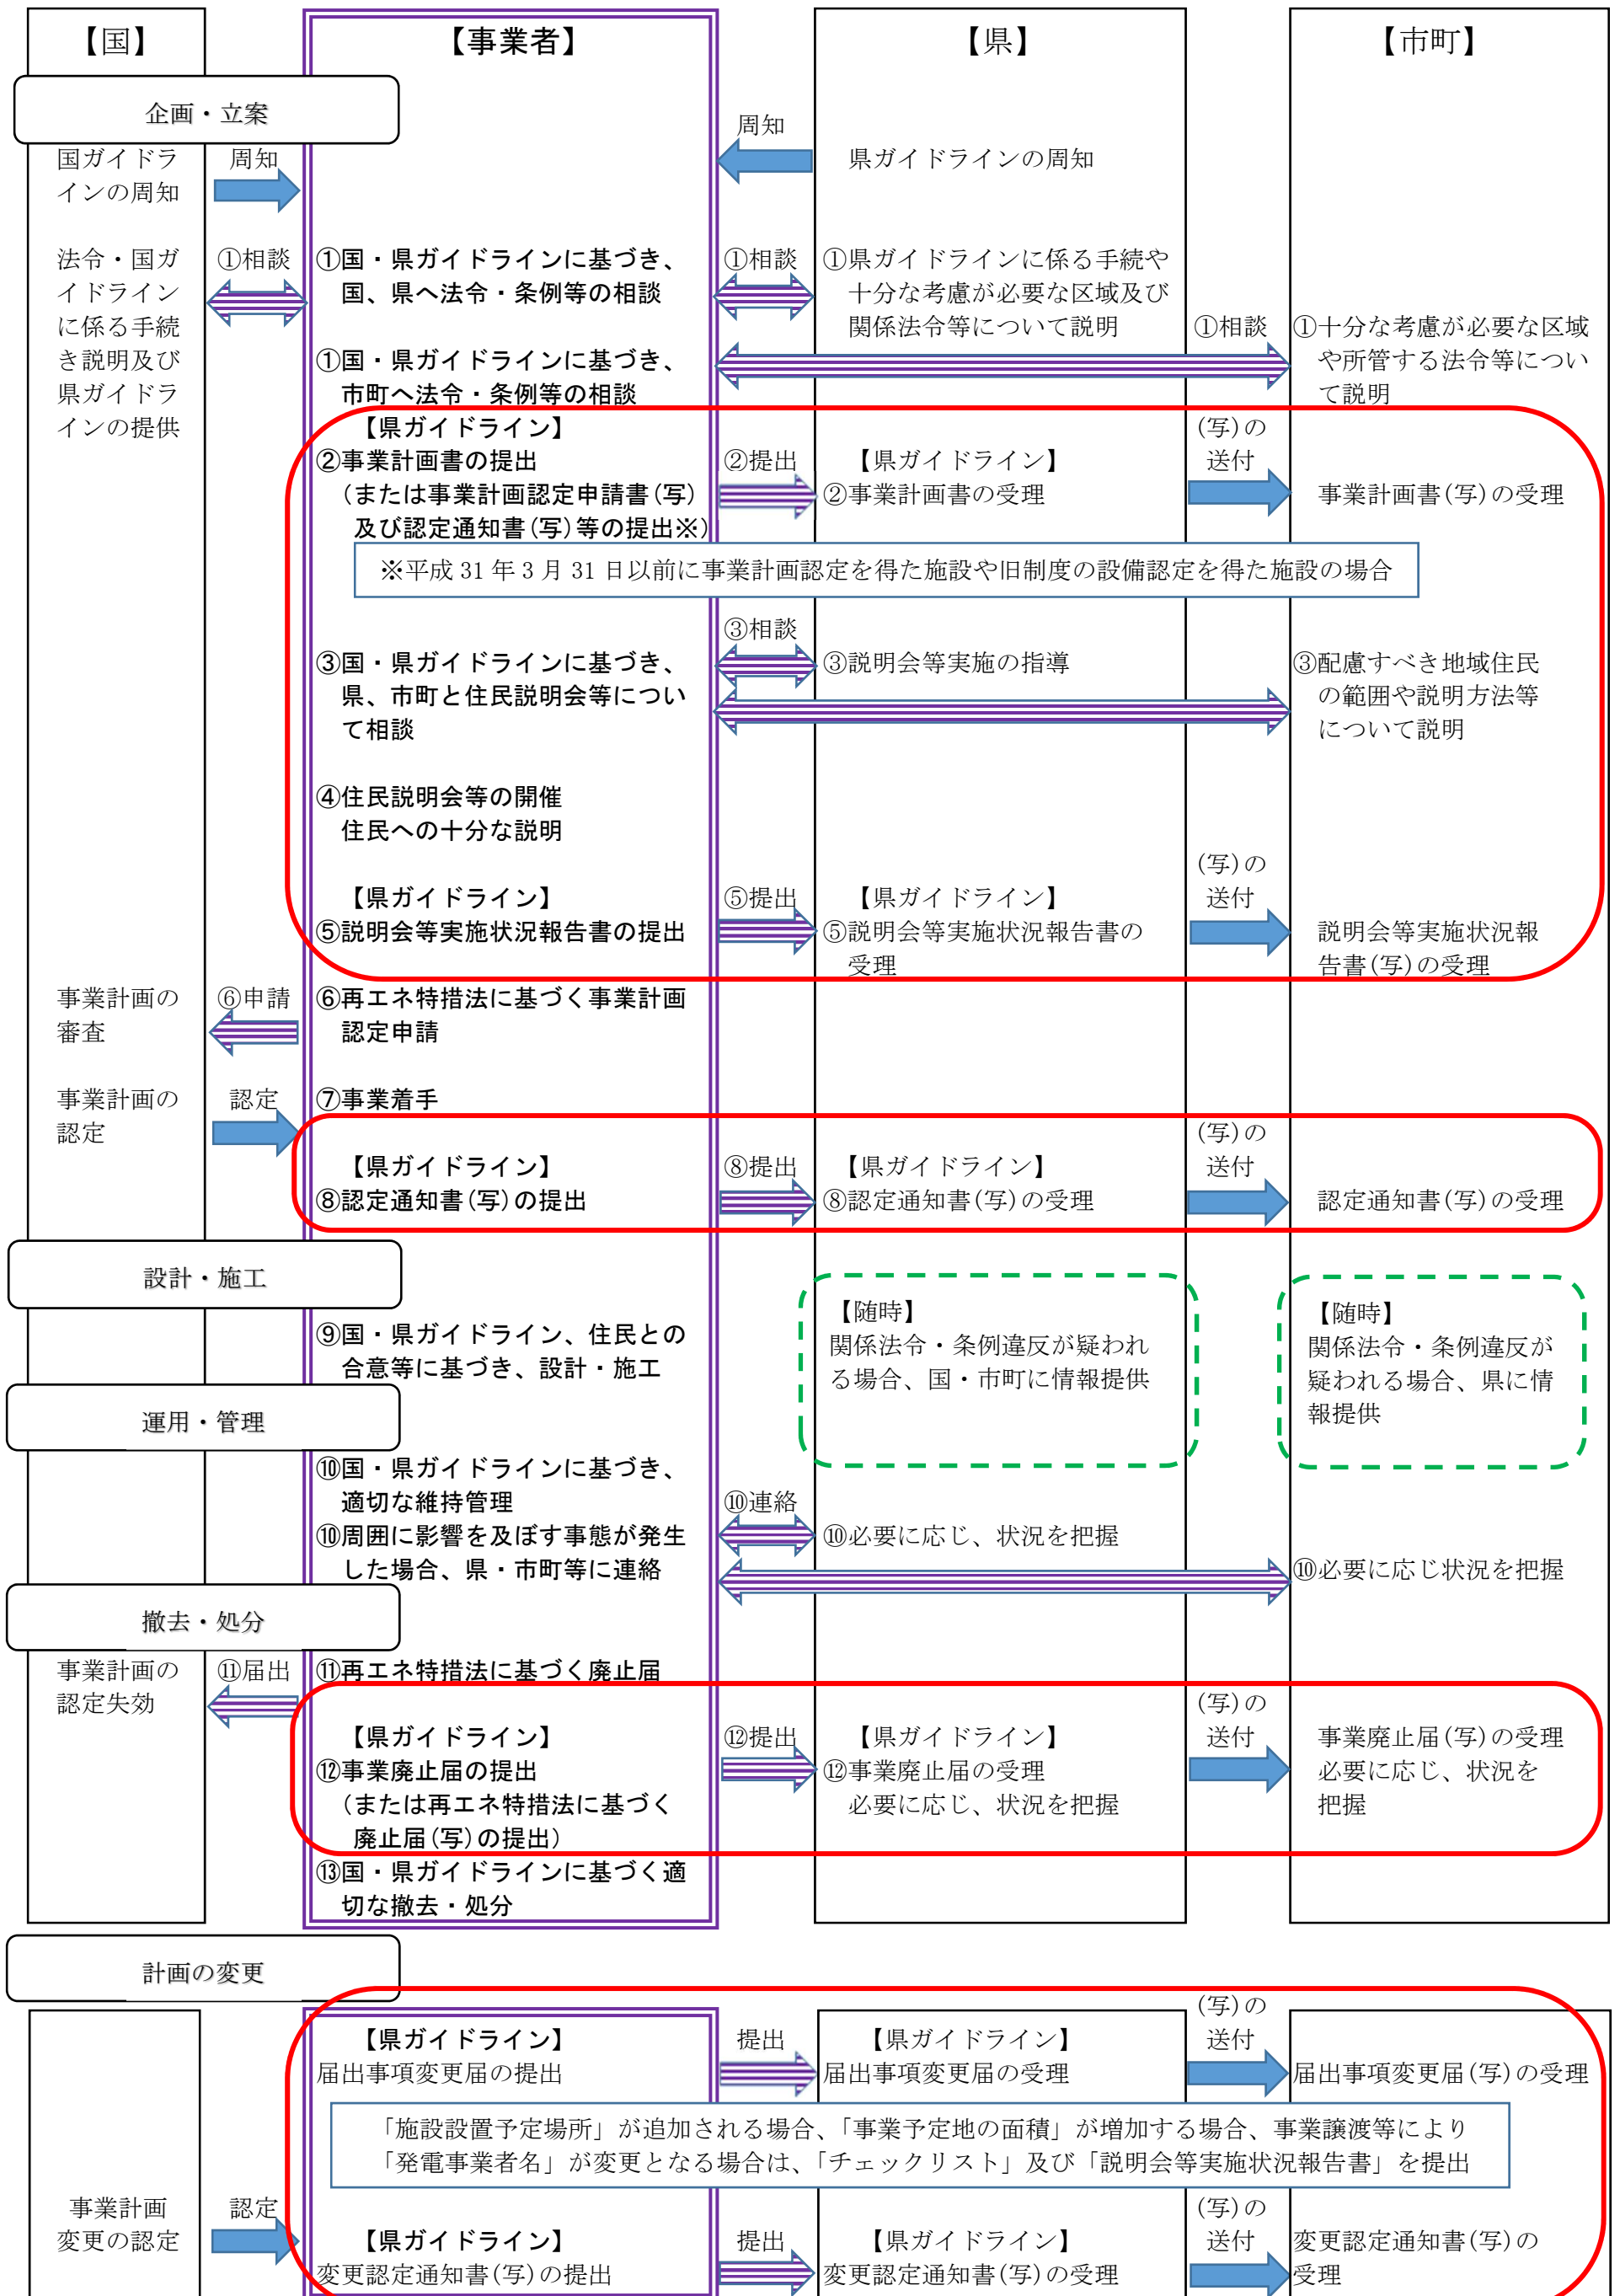 【国】
【事業者】
【県】
【市町】
企画・立案
国ガイドラ
インの周知
周知
周知
県ガイドラインの周知
法令・国ガ
イドライン
に係る手続
き説明及び
県ガイドラ
インの提供
①相談
①国・県ガイドラインに基づき、
国、県へ法令・条例等の相談
①相談
①県ガイドラインに係る手続や
十分な考慮が必要な区域及び
関係法令等について説明
①国・県ガイドラインに基づき、
市町へ法令・条例等の相談
①相談
①十分な考慮が必要な区域
や所管する法令等につい
て説明
【県ガイドライン】
②事業計画書の提出
(または事業計画認定申請書(写)
及び認定通知書(写)等の提出※)
②提出
【県ガイドライン】
②事業計画書の受理
(写)の
送付
事業計画書(写)の受理
※平成 31 年 3 月 31 日以前に事業計画認定を得た施設や旧制度の設備認定を得た施設の場合
③国・県ガイドラインに基づき、
県、市町と住民説明会等につい
て相談
③相談
③説明会等実施の指導
③配慮すべき地域住民
の範囲や説明方法等
について説明
④住民説明会等の開催
住民への十分な説明
【県ガイドライン】
⑤説明会等実施状況報告書の提出
⑤提出
【県ガイドライン】
⑤説明会等実施状況報告書の
受理
(写)の
送付
説明会等実施状況報
告書(写)の受理
事業計画の
審査
⑥申請
⑥再エネ特措法に基づく事業計画
認定申請
事業計画の
認定
認定
⑦事業着手
【県ガイドライン】
⑧認定通知書(写)の提出
⑧提出
【県ガイドライン】
⑧認定通知書(写)の受理
(写)の
送付
認定通知書(写)の受理
設計・施工
⑨国・県ガイドライン、住民との
合意等に基づき、設計・施工
【随時】
関係法令・条例違反が疑われ
る場合、国・市町に情報提供
【随時】
関係法令・条例違反が
疑われる場合、県に情
報提供
運用・管理
⑩国・県ガイドラインに基づき、
適切な維持管理
⑩周囲に影響を及ぼす事態が発生
した場合、県・市町等に連絡
⑩連絡
⑩必要に応じ、状況を把握
⑩必要に応じ状況を把握
撤去・処分
事業計画の
認定失効
⑪届出
⑪再エネ特措法に基づく廃止届
【県ガイドライン】
⑫事業廃止届の提出
(または再エネ特措法に基づく
廃止届(写)の提出)
⑫提出
【県ガイドライン】
⑫事業廃止届の受理
必要に応じ、状況を把握
(写)の
送付
事業廃止届(写)の受理
必要に応じ、状況を
把握
⑬国・県ガイドラインに基づく適
切な撤去・処分
計画の変更
【県ガイドライン】
届出事項変更届の提出
提出
【県ガイドライン】
届出事項変更届の受理
(写)の
送付
届出事項変更届(写)の受理
「施設設置予定場所」が追加される場合、「事業予定地の面積」が増加する場合、事業譲渡等により
「発電事業者名」が変更となる場合は、「チェックリスト」及び「説明会等実施状況報告書」を提出
事業計画
変更の認定
認定
【県ガイドライン】
変更認定通知書(写)の提出
提出
【県ガイドライン】
変更認定通知書(写)の受理
(写)の
送付
変更認定通知書(写)の
受理